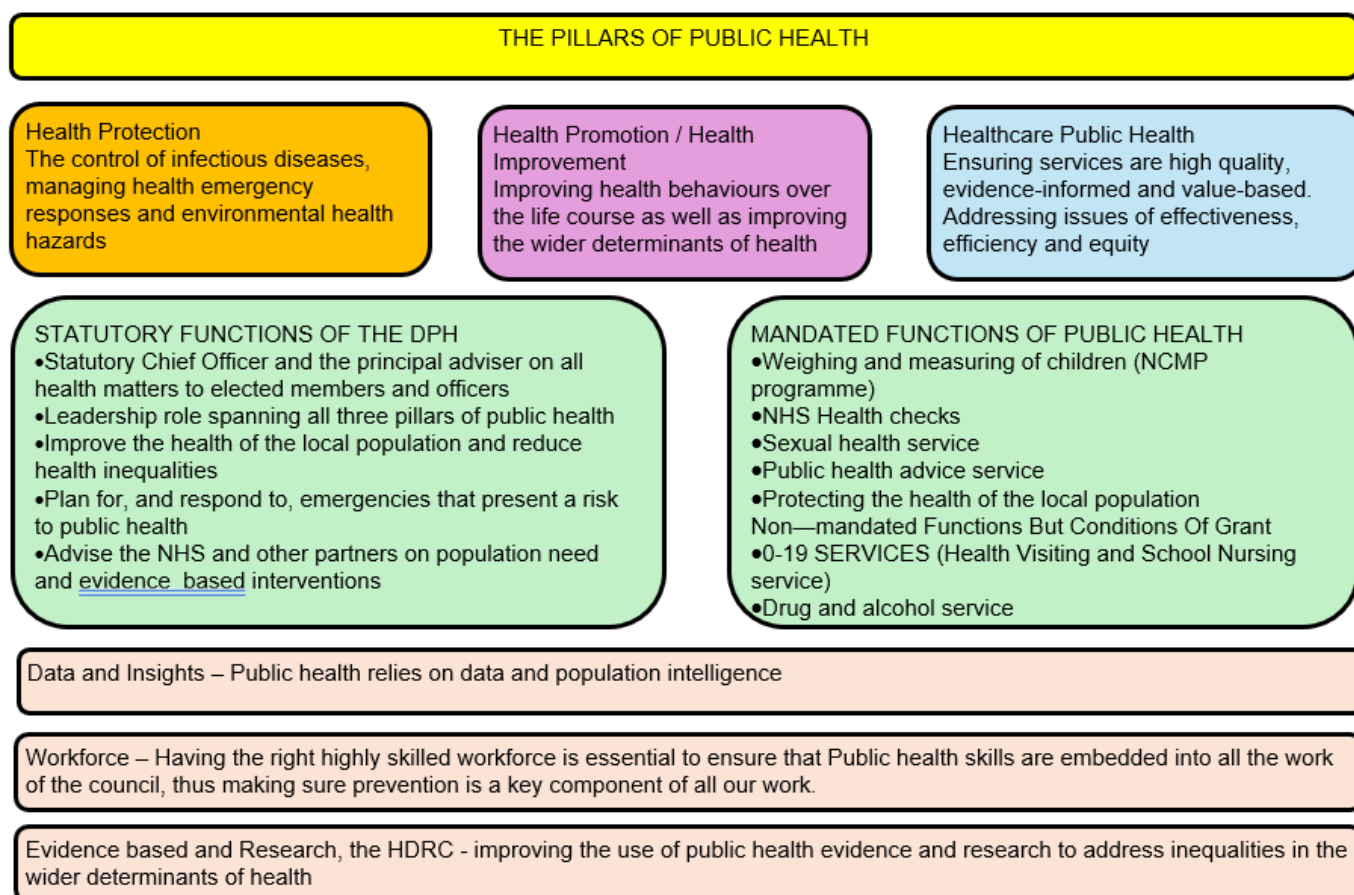 THE PILLARS OF PUBLIC HEALTH
Health Protection
The control of infectious diseases,
managing health emergency
responses and environmental health
hazards
Health Promotion / Health
Improvement
Improving health behaviours over
the life course as well as improving
the wider determinants of health
Healthcare Public Health
Ensuring services are high quality,
evidence-informed and value-based.
Addressing issues of effectiveness,
efficiency and equity
STATUTORY FUNCTIONS OF THE DPH
•Statutory Chief Officer and the principal adviser on all
health matters to elected members and officers
•Leadership role spanning all three pillars of public health
•Improve the health of the local population and reduce
health inequalities
•Plan for, and respond to, emergencies that present a risk
to public health
•Advise the NHS and other partners on population need
and evidence  based interventions
MANDATED FUNCTIONS OF PUBLIC HEALTH
•Weighing and measuring of children (NCMP
programme)
•NHS Health checks
•Sexual health service
•Public health advice service
•Protecting the health of the local population
Non—mandated Functions But Conditions Of Grant
•0-19 SERVICES (Health Visiting and School Nursing
service)
•Drug and alcohol service
Data and Insights – Public health relies on data and population intelligence
Workforce – Having the right highly skilled workforce is essential to ensure that Public health skills are embedded into all the work
of the council, thus making sure prevention is a key component of all our work.
Evidence based and Research, the HDRC - improving the use of public health evidence and research to address inequalities in the
wider determinants of health